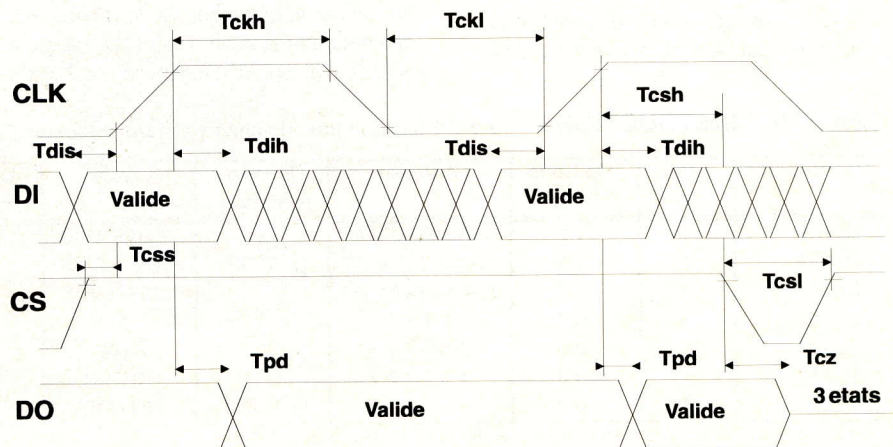 Tckh Tckl
CLK
Tcsh
Tdis Tdih Tdis Tdih
DI Valide Valide
Tcss
CS Tcsl
Tpd Tpd Tcz
DO Valide Valide 3 etats